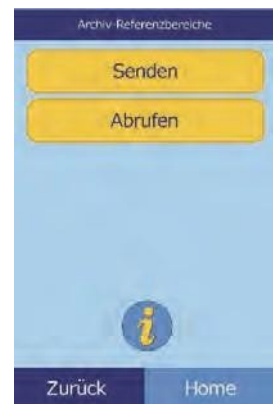 Archiv-Referenzbereiche
Senden
Abrufen
i
Zurück
Home